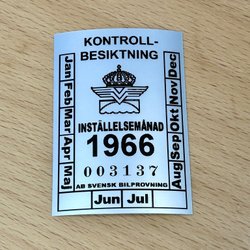 KONTROLL-
BESIKTNING
Jan Feb Mar Apr Maj
INSTÄLLELSEMÅNAD
1966
003137
AB SVENSK BILPROVNING
Jun Jul
Aug Sep Okt Nov Dec